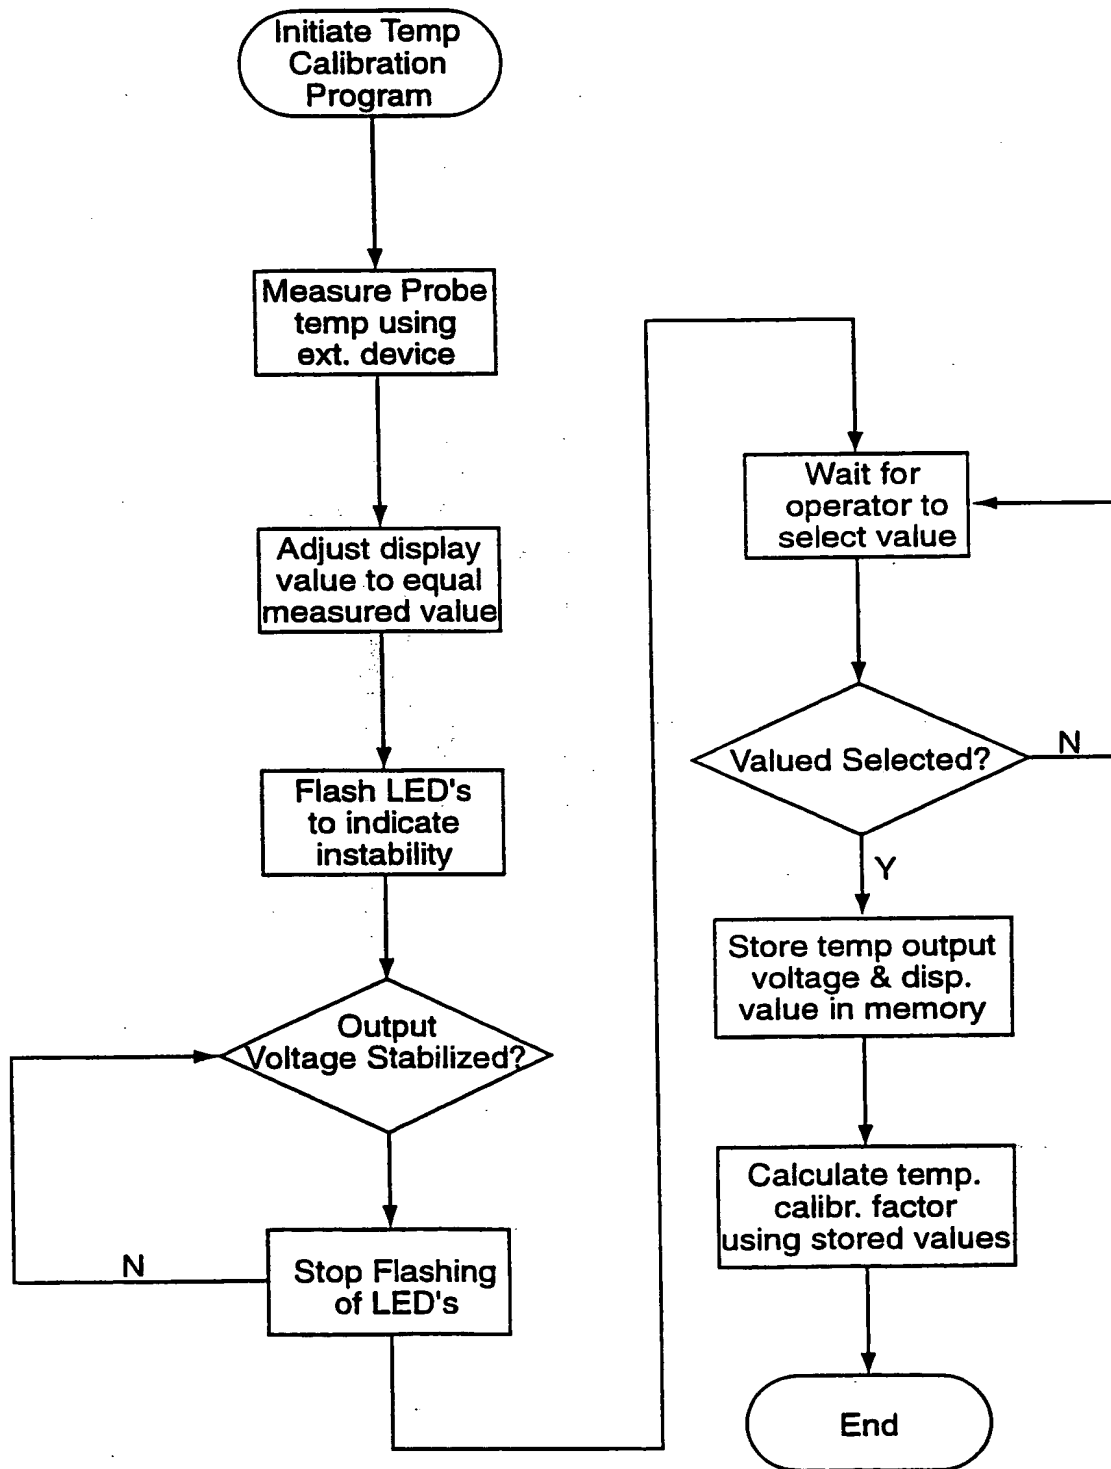 Initiate Temp
Calibration
Program
Measure Probe
temp using
ext. device
Adjust display
value to equal
measured value
Flash LED's
to indicate
instability
Output
Voltage Stabilized?
N
Stop Flashing
of LED's
Wait for
operator to
select value
Valued Selected?
N
Y
Store temp output
voltage & disp.
value in memory
Calculate temp.
calibr. factor
using stored values
End